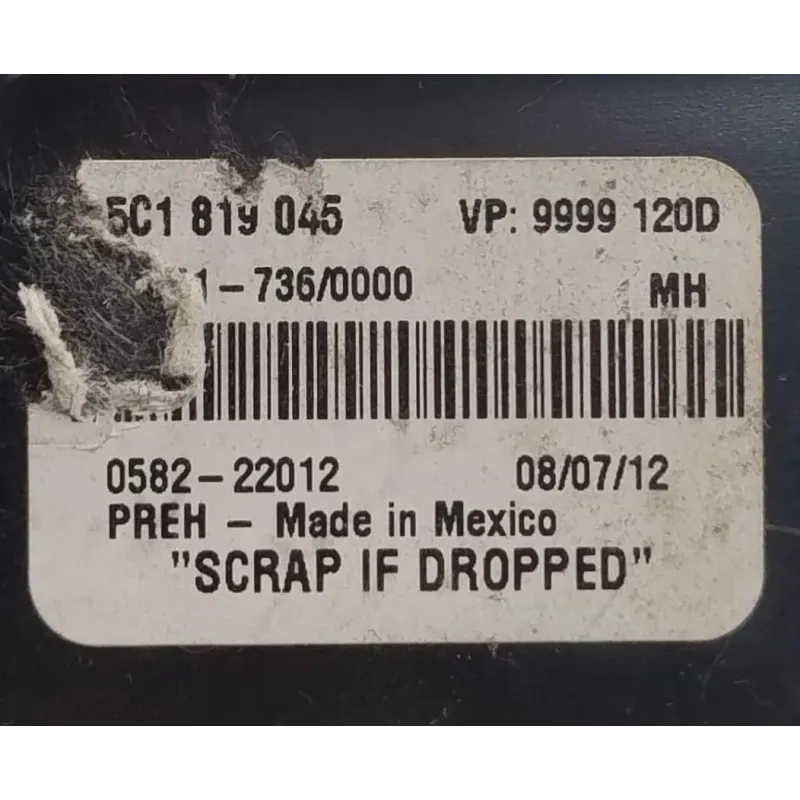 5C1 819 045 VP: 9999 120D
1-736/0000 MH
0582-22012 08/07/12
PREH - Made in Mexico
"SCRAP IF DROPPED"